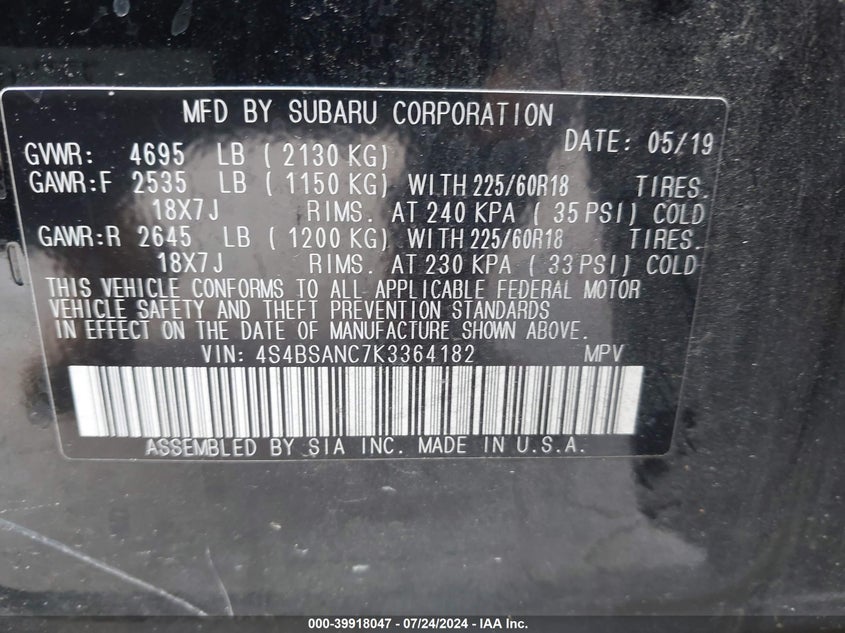 MFD BY SUBARU CORPORATION
DATE: 05/19
GVWR: 4695 LB ( 2130 KG)
GAWR:F 2535 LB ( 1150 KG) WITH 225/60R18 TIRES.
18X7J RIMS. AT 240 KPA ( 35 PSI) COLD
GAWR:R 2645 LB ( 1200 KG) WITH 225/60R18 TIRES.
18X7J RIMS. AT 230 KPA ( 33 PSI) COLD
THIS VEHICLE CONFORMS TO ALL APPLICABLE FEDERAL MOTOR
VEHICLE SAFETY AND THEFT PREVENTION STANDARDS
IN EFFECT ON THE DATE OF MANUFACTURE SHOWN ABOVE.
VIN: 4S4BSANC7K3364182 MPV
ASSEMBLED BY SIA INC. MADE IN U.S.A.
000-39918047 - 07/24/2024 - IAA Inc.